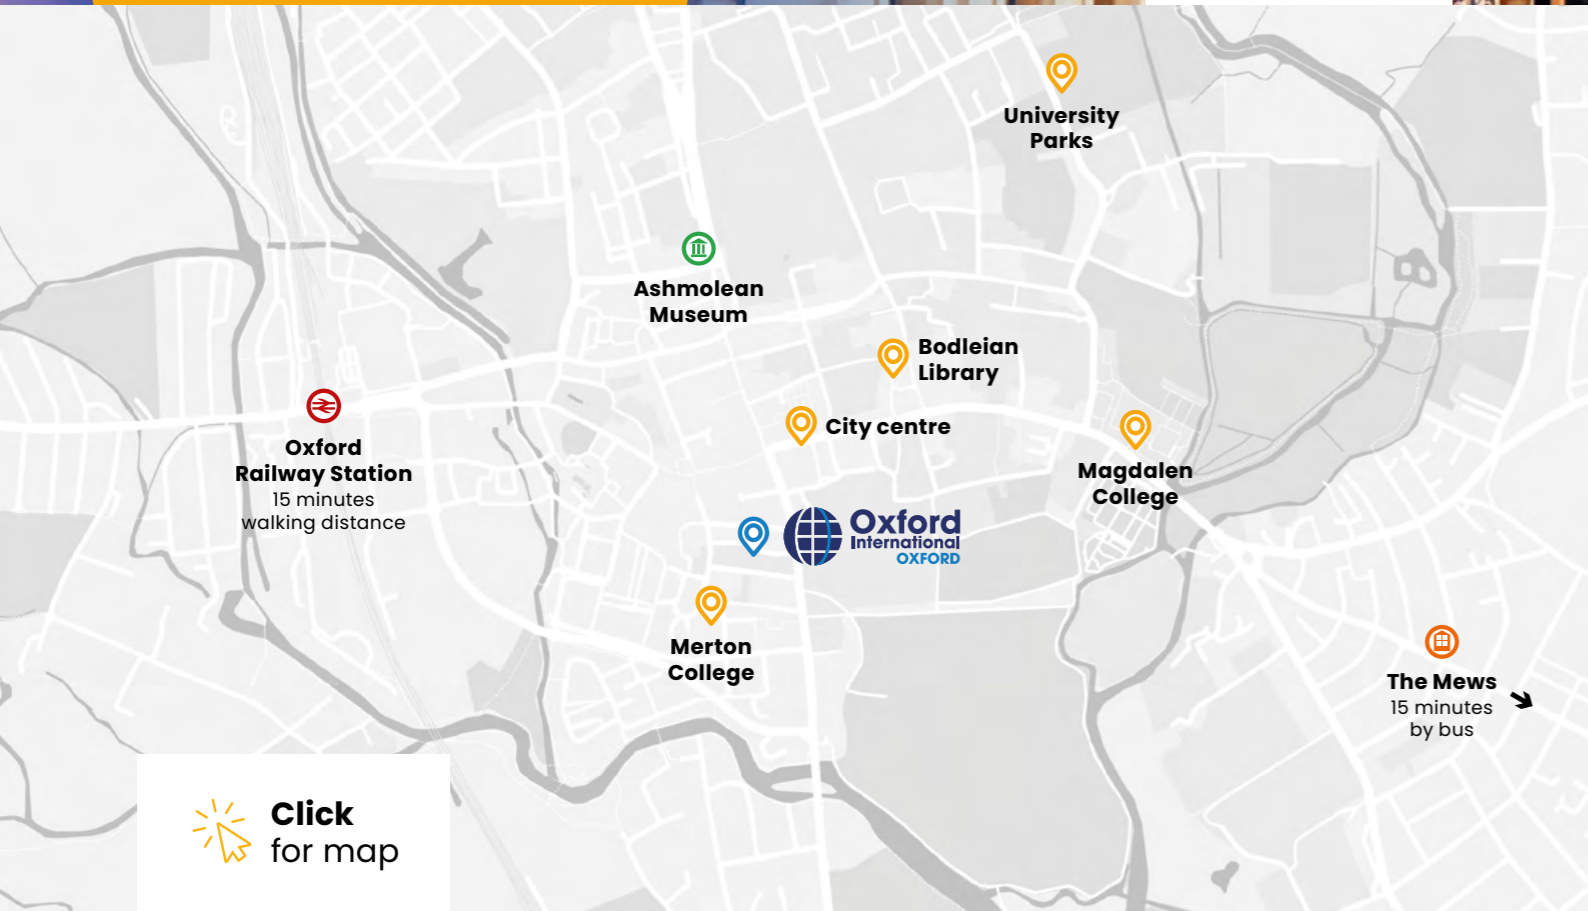 University
Parks
Ashmolean
Museum
Bodleian
Library
City centre
Oxford
Railway Station
15 minutes
walking distance
Magdalen
College
Oxford
International
OXFORD
Merton
College
The Mews
15 minutes
by bus
Click
for map